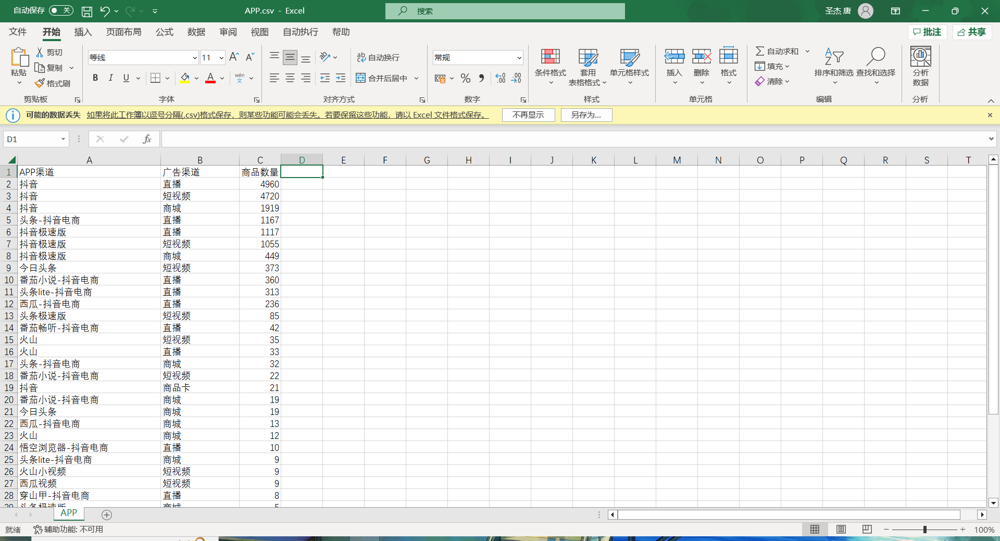 自动保存 关 APP.csv - Excel 搜索 圣杰 唐
文件 开始 插入 页面布局 公式 数据 审阅 视图 自动执行 帮助 批注 共享
粘贴 剪切 复制 格式刷 剪贴板
等线 11 A A B I U A wén 文 字体
ab 自动换行 合并后居中 对齐方式
常规 % 数字
条件格式 套用 表格格式 单元格样式 样式
插入 删除 格式 单元格
自动求和 填充 清除 排序和筛选 查找和选择 编辑
分析 数据 分析
可能的数据丢失 如果将此工作簿以逗号分隔(.csv)格式保存，则某些功能可能会丢失。若要保留这些功能，请以 Excel 文件格式保存。 不再显示 另存为...
D1 fx
A B C D E F G H I J K L M N O P Q R S T
1 APP渠道 广告渠道 商品数量
2 抖音 直播 4960
3 抖音 短视频 4720
4 抖音 商城 1919
5 头条-抖音电商 直播 1167
6 抖音极速版 直播 1117
7 抖音极速版 短视频 1055
8 抖音极速版 商城 449
9 今日头条 短视频 373
10 番茄小说-抖音电商 直播 360
11 头条lite-抖音电商 直播 313
12 西瓜-抖音电商 直播 236
13 头条极速版 短视频 85
14 番茄畅听-抖音电商 直播 42
15 火山 短视频 35
16 火山 直播 33
17 头条-抖音电商 商城 32
18 番茄小说-抖音电商 短视频 22
19 抖音 商品卡 21
20 番茄小说-抖音电商 商城 19
21 今日头条 商城 19
22 西瓜-抖音电商 商城 13
23 火山 商城 12
24 悟空浏览器-抖音电商 直播 10
25 头条lite-抖音电商 商城 9
26 火山小视频 短视频 9
27 西瓜视频 短视频 9
28 穿山甲-抖音电商 直播 8
29 头条极速版 商城 5
APP
就绪 辅助功能: 不可用 100%